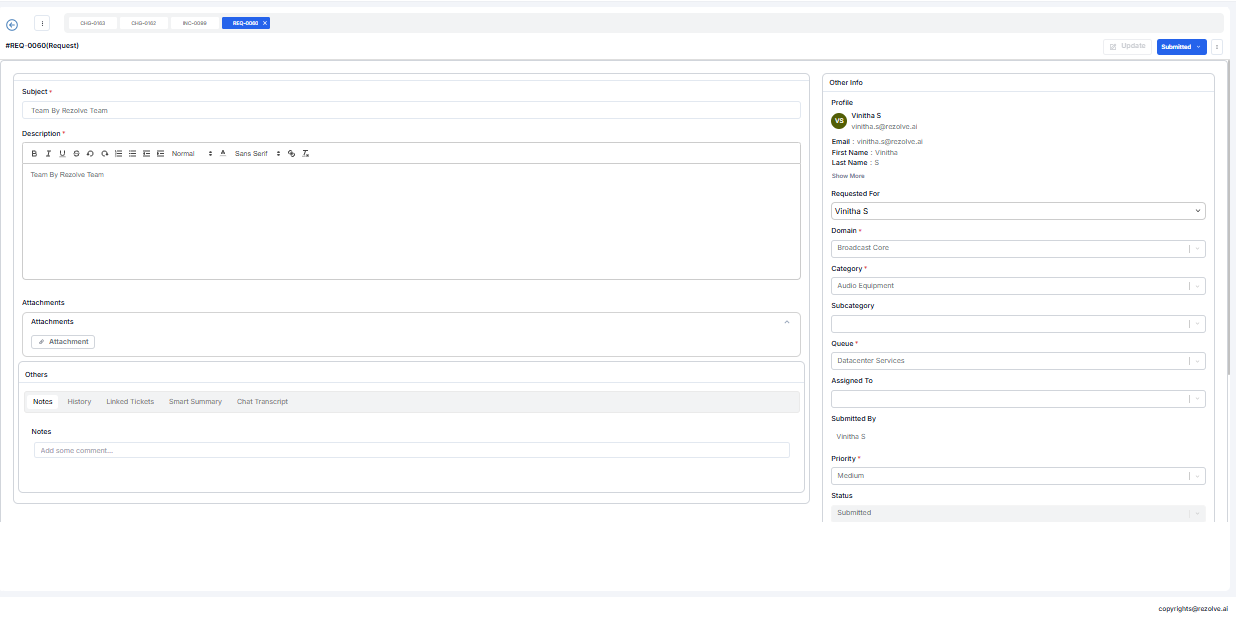 CHG-0163
CHG-0162
INC-0099
REQ-0060
#REQ-0060(Request)
Update
Submitted
Subject *
Team By Rezolve Team
Description *
B I U S Normal A Sans Serif
Team By Rezolve Team
Attachments
Attachments
Attachment
Others
Notes History Linked Tickets Smart Summary Chat Transcript
Notes
Add some comment...
Other Info
Profile
VS
Vinitha S
vinitha.s@rezolve.ai
Email : vinitha.s@rezolve.ai
First Name : Vinitha
Last Name : S
Show More
Requested For
Vinitha S
Domain *
Broadcast Core
Category *
Audio Equipment
Subcategory
Queue *
Datacenter Services
Assigned To
Submitted By
Vinitha S
Priority *
Medium
Status
Submitted
copyrights@rezolve.ai